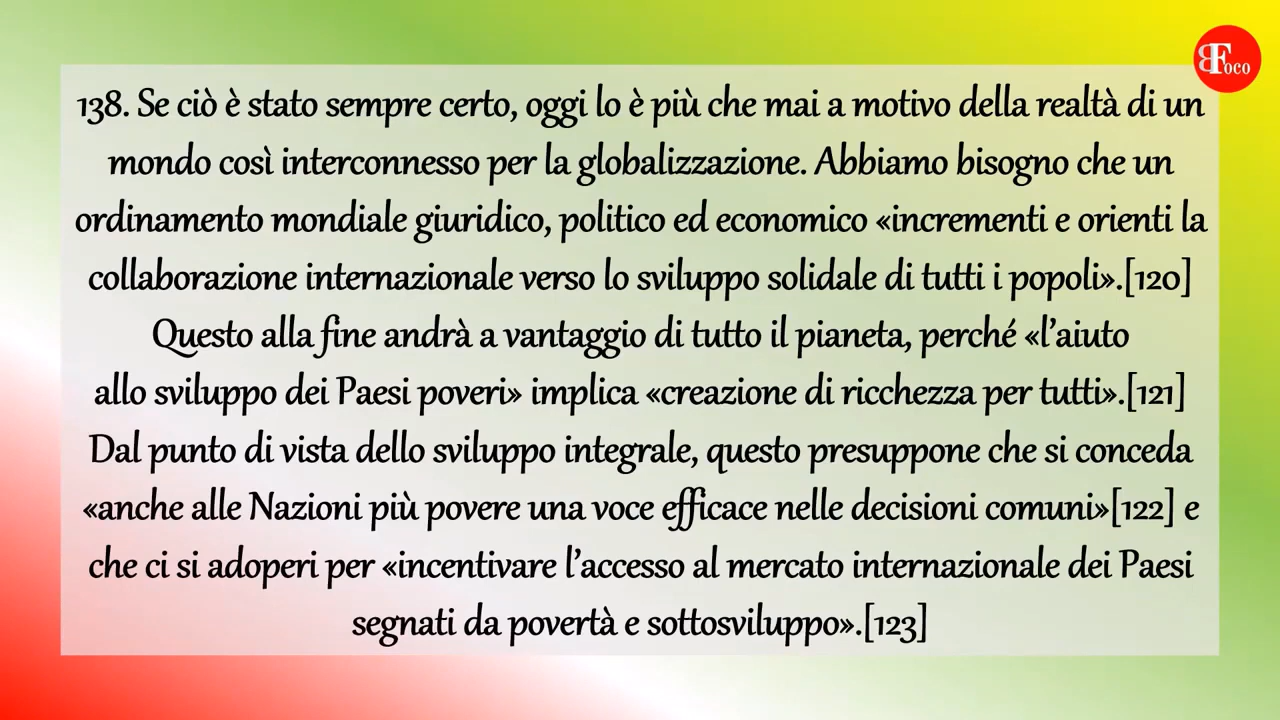 BFoco
138. Se ciò è stato sempre certo, oggi lo è più che mai a motivo della realtà di un
mondo così interconnesso per la globalizzazione. Abbiamo bisogno che un
ordinamento mondiale giuridico, politico ed economico «incrementi e orienti la
collaborazione internazionale verso lo sviluppo solidale di tutti i popoli».[120]
Questo alla fine andrà a vantaggio di tutto il pianeta, perché «l’aiuto
allo sviluppo dei Paesi poveri» implica «creazione di ricchezza per tutti».[121]
Dal punto di vista dello sviluppo integrale, questo presuppone che si conceda
«anche alle Nazioni più povere una voce efficace nelle decisioni comuni»[122] e
che ci si adoperi per «incentivare l’accesso al mercato internazionale dei Paesi
segnati da povertà e sottosviluppo».[123]